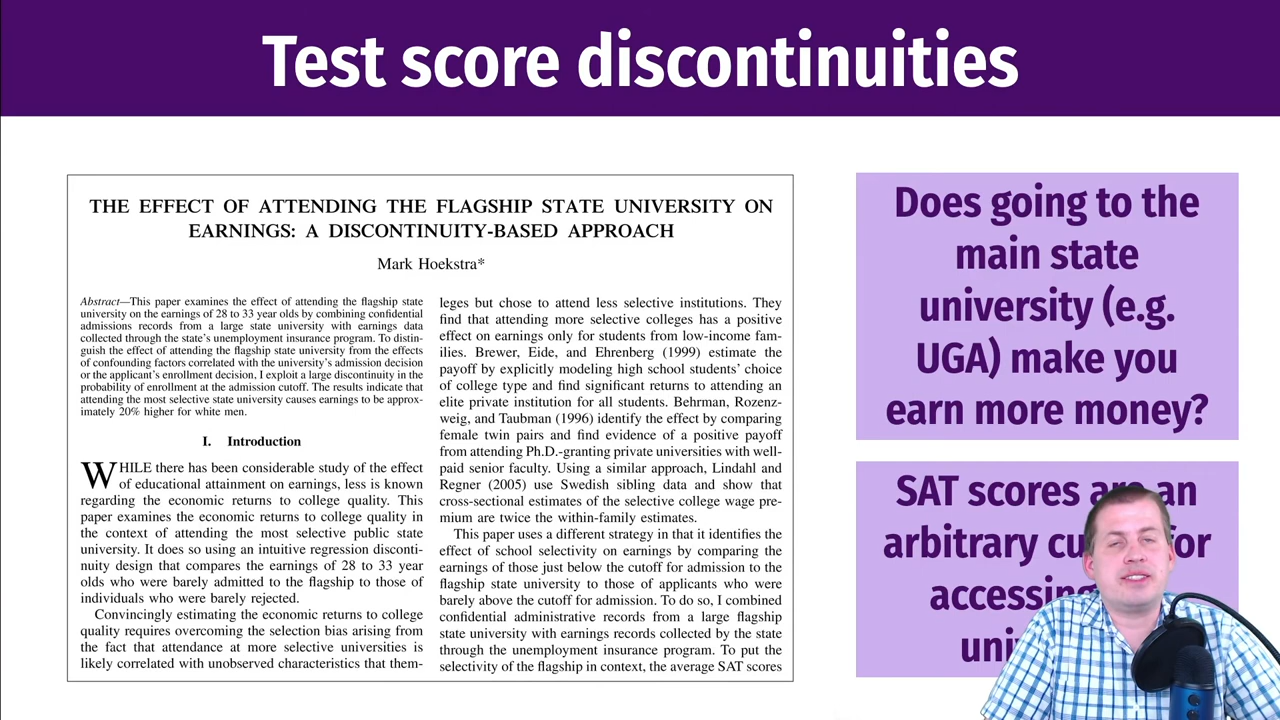 Test score discontinuities
THE EFFECT OF ATTENDING THE FLAGSHIP STATE UNIVERSITY ON
EARNINGS: A DISCONTINUITY-BASED APPROACH
Mark Hoekstra*
Abstract—This paper examines the effect of attending the flagship state
university on the earnings of 28 to 33 year olds by combining confidential
admissions records from a large state university with earnings data
collected through the state's unemployment insurance program. To distin-
guish the effect of attending the flagship state university from the effects
of confounding factors correlated with the university's admission decision
or the applicant's enrollment decision, I exploit a large discontinuity in the
probability of enrollment at the admission cutoff. The results indicate that
attending the most selective state university causes earnings to be approx-
imately 20% higher for white men.
I. Introduction
WHILE there has been considerable study of the effect
of educational attainment on earnings, less is known
regarding the economic returns to college quality. This
paper examines the economic returns to college quality in
the context of attending the most selective public state
university. It does so using an intuitive regression disconti-
nuity design that compares the earnings of 28 to 33 year
olds who were barely admitted to the flagship to those of
individuals who were barely rejected.
Convincingly estimating the economic returns to college
quality requires overcoming the selection bias arising from
the fact that attendance at more selective universities is
likely correlated with unobserved characteristics that them-
leges but chose to attend less selective institutions. They
find that attending more selective colleges has a positive
effect on earnings only for students from low-income fam-
ilies. Brewer, Eide, and Ehrenberg (1999) estimate the
payoff by explicitly modeling high school students' choice
of college type and find significant returns to attending an
elite private institution for all students. Behrman, Rozenz-
weig, and Taubman (1996) identify the effect by comparing
female twin pairs and find evidence of a positive payoff
from attending Ph.D.-granting private universities with well-
paid senior faculty. Using a similar approach, Lindahl and
Regner (2005) use Swedish sibling data and show that
cross-sectional estimates of the selective college wage pre-
mium are twice the within-family estimates.
This paper uses a different strategy in that it identifies the
effect of school selectivity on earnings by comparing the
earnings of those just below the cutoff for admission to the
flagship state university to those of applicants who were
barely above the cutoff for admission. To do so, I combined
confidential administrative records from a large flagship
state university with earnings records collected by the state
through the unemployment insurance program. To put the
selectivity of the flagship in context, the average SAT scores
Does going to the
main state
university (e.g.
UGA) make you
earn more money?
SAT scores are an
arbitrary for
accessing